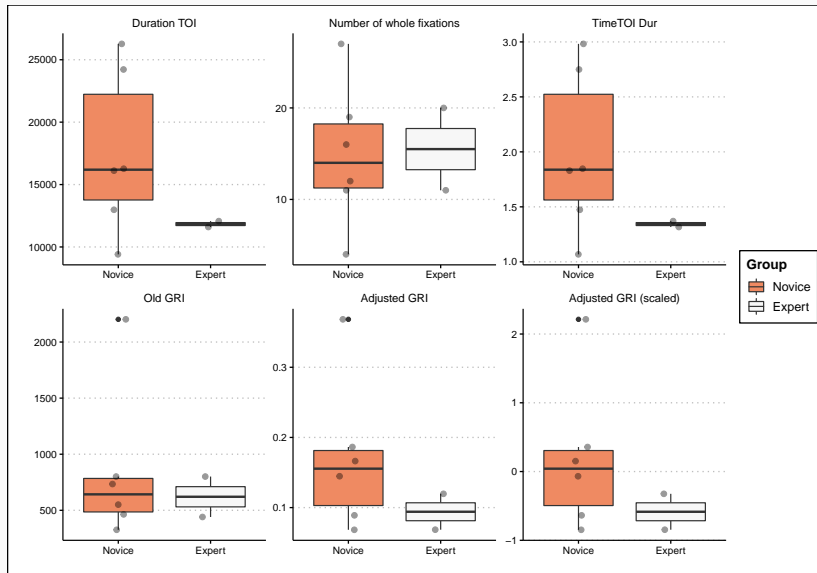 Duration TOI
25000
20000
15000
10000
Novice
Expert
Number of whole fixations
20
10
Novice
Expert
TimeTOI Dur
3.0
2.5
2.0
1.5
1.0
Novice
Expert
Old GRI
2000
1500
1000
500
Novice
Expert
Adjusted GRI
0.3
0.2
0.1
Novice
Expert
Adjusted GRI (scaled)
2
1
0
−1
Novice
Expert
Group
Novice
Expert